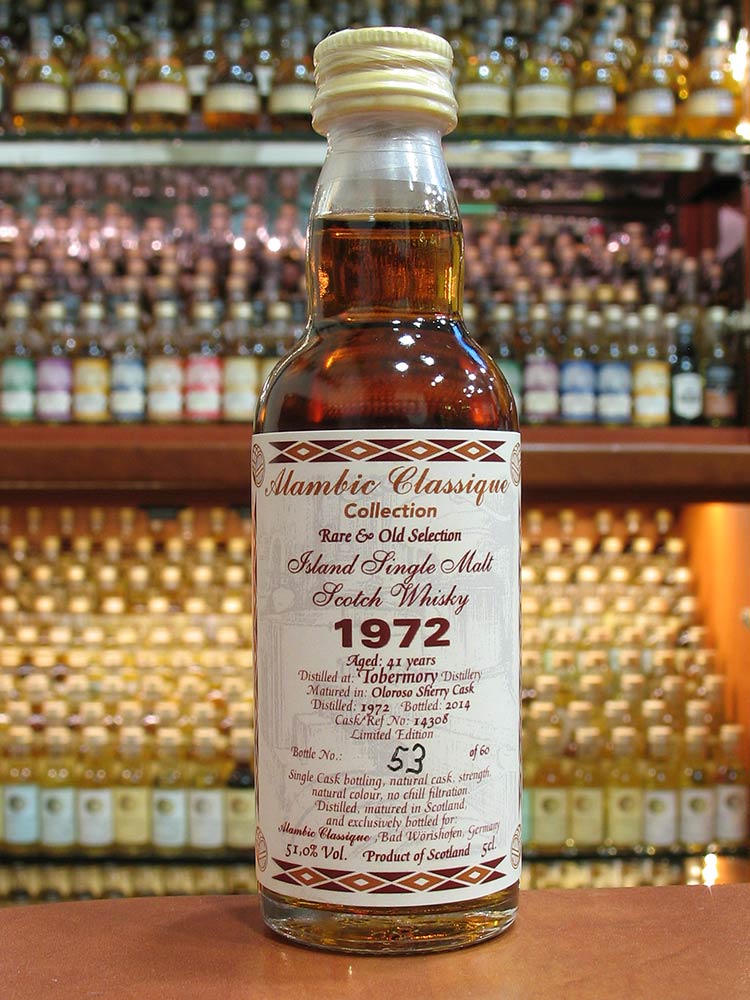 Alambic Classique
Collection
Rare & Old Selection
Island Single Malt
Scotch Whisky
1972
Aged: 41 years
Distilled at: Tobermory Distillery
Matured in: Oloroso Sherry Cask
Distilled: 1972 Bottled: 2014
Cask/Ref No: 14308
Limited Edition
Bottle No.: 53 of 60
Single Cask bottling, natural cask, strength,
natural colour, no chill filtration.
Distilled, matured in Scotland,
and exclusively bottled for:
Alambic Classique, Bad Wörishofen, Germany
51,0% Vol. Product of Scotland 5cl.